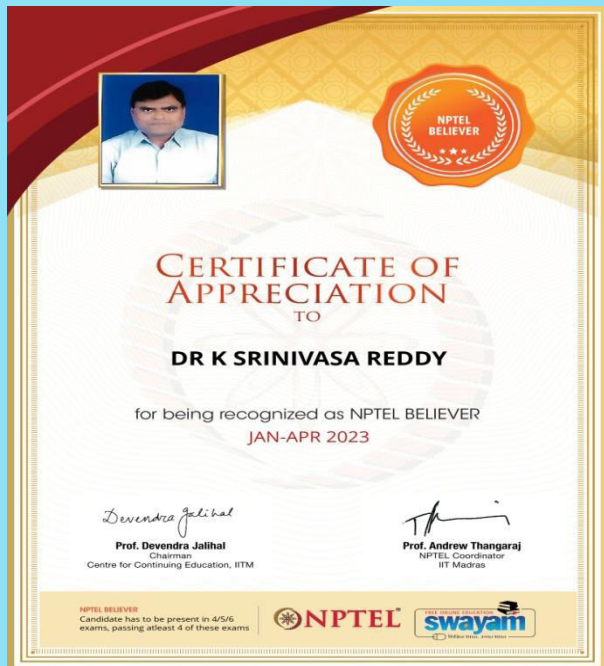 NPTEL
BELIEVER
CERTIFICATE OF
APPRECIATION
TO
DR K SRINIVASA REDDY
for being recognized as NPTEL BELIEVER
JAN-APR 2023
Devendra Jalihal
Prof. Devendra Jalihal
Chairman
Centre for Continuing Education, IITM
Prof. Andrew Thangaraj
NPTEL Coordinator
IIT Madras
NPTEL BELIEVER
Candidate has to be present in 4/5/6
exams, passing atleast 4 of these exams
NPTEL
FREE ONLINE EDUCATION
swayam